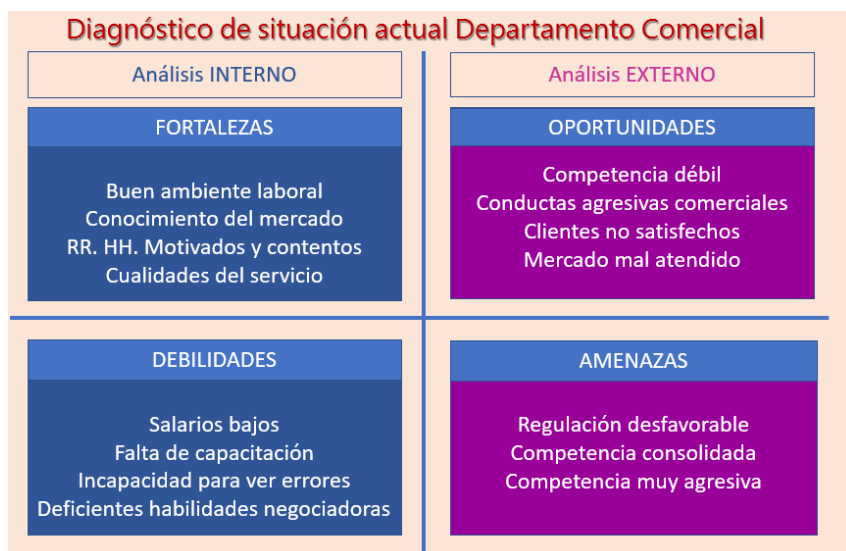 Diagnóstico de situación actual Departamento Comercial
Análisis INTERNO
Análisis EXTERNO
FORTALEZAS
Buen ambiente laboral
Conocimiento del mercado
RR. HH. Motivados y contentos
Cualidades del servicio
OPORTUNIDADES
Competencia débil
Conductas agresivas comerciales
Clientes no satisfechos
Mercado mal atendido
DEBILIDADES
Salarios bajos
Falta de capacitación
Incapacidad para ver errores
Deficientes habilidades negociadoras
AMENAZAS
Regulación desfavorable
Competencia consolidada
Competencia muy agresiva